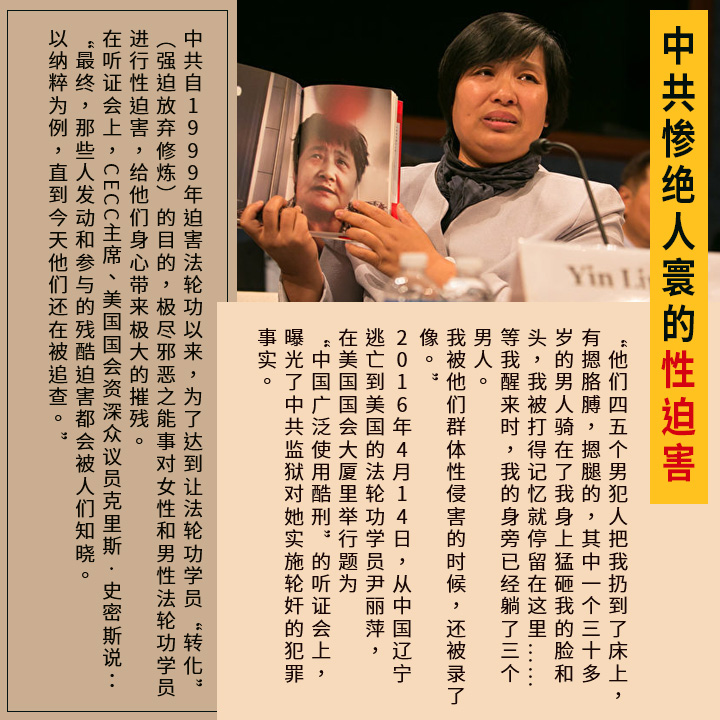 中共惨绝人寰的性迫害
“他们四五个男犯人把我扔到了床上，
有摁胳膊，摁腿的，其中一个三十多
岁的男人骑在了我身上猛砸我的脸和
头，我被打得记忆就停留在这里……
等我醒来时，我的身旁已经躺了三个
男人。
我被他们群体性侵害的时候，还被录了
像。”
2016年4月14日，从中国辽宁
逃亡到美国的法轮功学员尹丽萍，
在美国国会大厦里举行题为
“中国广泛使用酷刑”的听证会上，
曝光了中共监狱对她实施轮奸的犯罪
事实。
中共自1999年迫害法轮功以来，为了达到让法轮功学员“转化”
（强迫放弃修炼）的目的，极尽邪恶之能事对女性和男性法轮功学员
进行性迫害，给他们身心带来极大的摧残。
在听证会上，CECC主席、美国国会资深众议员克里斯·史密斯说：
“最终，那些人发动和参与的残酷迫害都会被人们知晓。
以纳粹为例，直到今天他们还在被追查。”
Yin Li